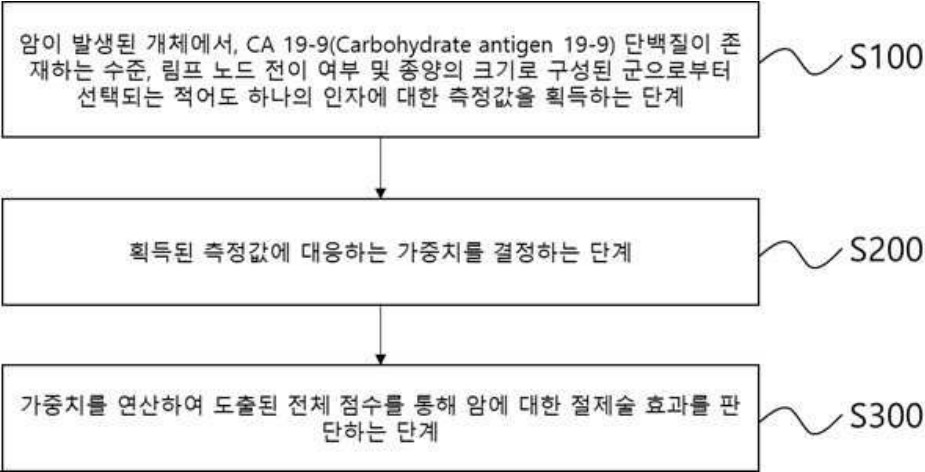 암이 발생된 개체에서, CA 19-9(Carbohydrate antigen 19-9) 단백질이 존
재하는 수준, 림프 노드 전이 여부 및 종양의 크기로 구성된 군으로부터
선택되는 적어도 하나의 인자에 대한 측정값을 획득하는 단계
S100
획득된 측정값에 대응하는 가중치를 결정하는 단계
S200
가중치를 연산하여 도출된 전체 점수를 통해 암에 대한 절제술 효과를 판
단하는 단계
S300